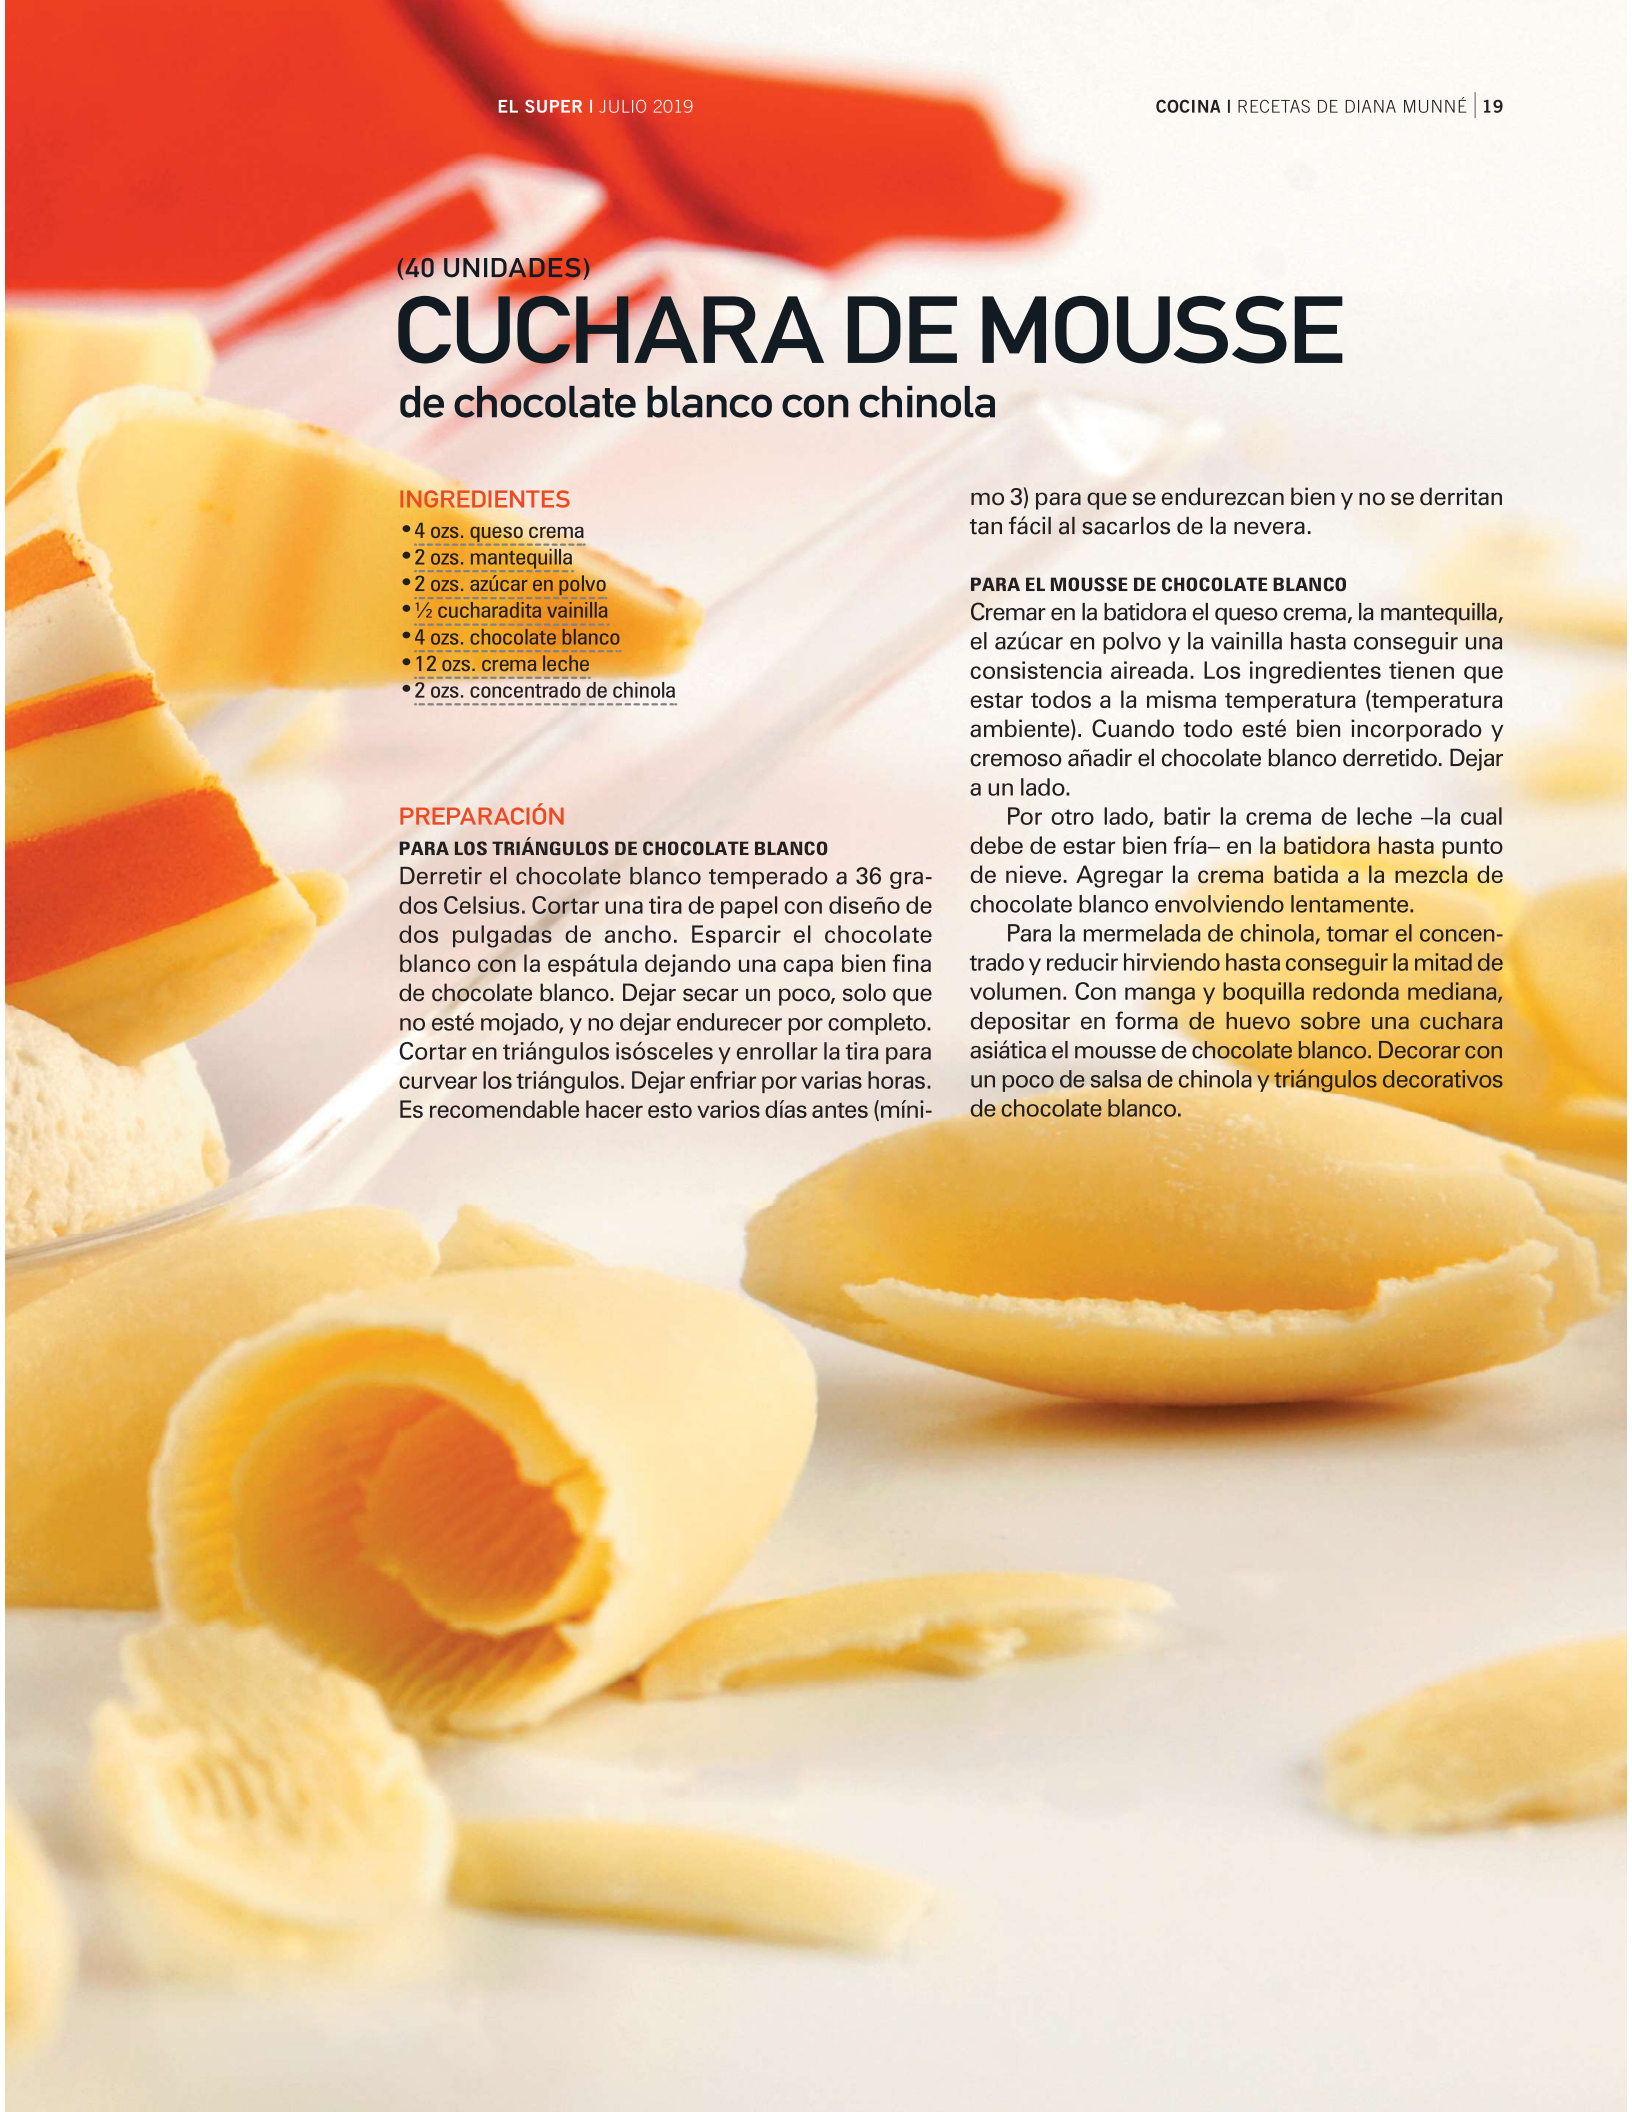 EL SUPER I JULIO 2019
COCINA I RECETAS DE DIANA MUNNÉ | 19
(40 UNIDADES)
CUCHARA DE MOUSSE
de chocolate blanco con chinola
INGREDIENTES
• 4 ozs. queso crema
• 2 ozs. mantequilla
• 2 ozs. azúcar en polvo
• ½ cucharadita vainilla
• 4 ozs. chocolate blanco
• 12 ozs. crema leche
• 2 ozs. concentrado de chinola
PREPARACIÓN
PARA LOS TRIÁNGULOS DE CHOCOLATE BLANCO
Derretir el chocolate blanco temperado a 36 gra-
dos Celsius. Cortar una tira de papel con diseño de
dos pulgadas de ancho. Esparcir el chocolate
blanco con la espátula dejando una capa bien fina
de chocolate blanco. Dejar secar un poco, solo que
no esté mojado, y no dejar endurecer por completo.
Cortar en triángulos isósceles y enrollar la tira para
curvear los triángulos. Dejar enfriar por varias horas.
Es recomendable hacer esto varios días antes (míni-
mo 3) para que se endurezcan bien y no se derritan
tan fácil al sacarlos de la nevera.
PARA EL MOUSSE DE CHOCOLATE BLANCO
Cremar en la batidora el queso crema, la mantequilla,
el azúcar en polvo y la vainilla hasta conseguir una
consistencia aireada. Los ingredientes tienen que
estar todos a la misma temperatura (temperatura
ambiente). Cuando todo esté bien incorporado y
cremoso añadir el chocolate blanco derretido. Dejar
a un lado.
Por otro lado, batir la crema de leche –la cual
debe de estar bien fría– en la batidora hasta punto
de nieve. Agregar la crema batida a la mezcla de
chocolate blanco envolviendo lentamente.
Para la mermelada de chinola, tomar el concen-
trado y reducir hirviendo hasta conseguir la mitad de
volumen. Con manga y boquilla redonda mediana,
depositar en forma de huevo sobre una cuchara
asiática el mousse de chocolate blanco. Decorar con
un poco de salsa de chinola y triángulos decorativos
de chocolate blanco.